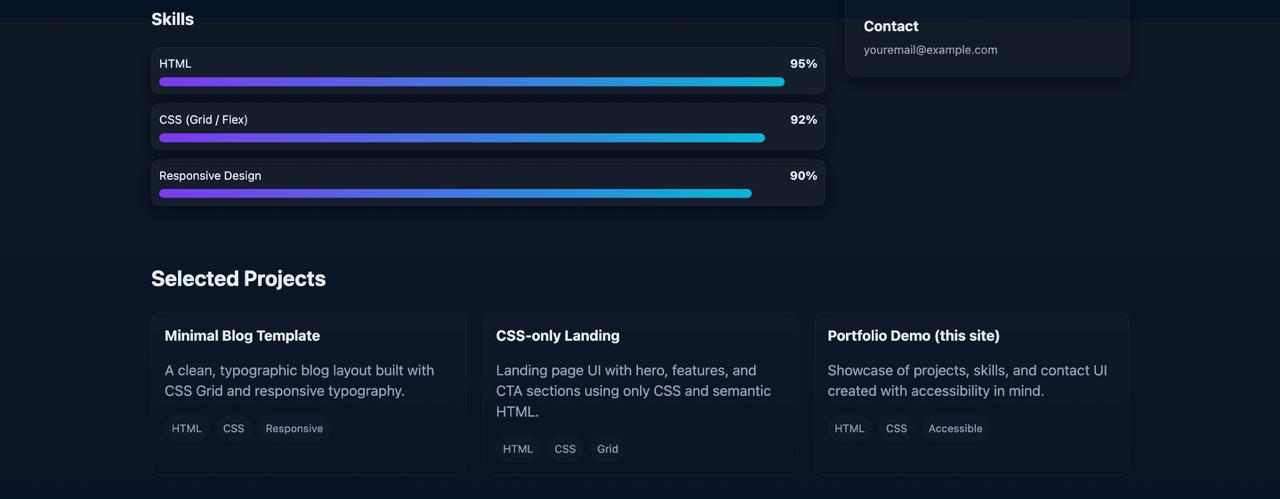 Skills
HTML 95%
CSS (Grid / Flex) 92%
Responsive Design 90%
Contact
youremail@example.com
Selected Projects
Minimal Blog Template
A clean, typographic blog layout built with
CSS Grid and responsive typography.
HTML CSS Responsive
CSS-only Landing
Landing page UI with hero, features, and
CTA sections using only CSS and semantic
HTML.
HTML CSS Grid
Portfolio Demo (this site)
Showcase of projects, skills, and contact UI
created with accessibility in mind.
HTML CSS Accessible